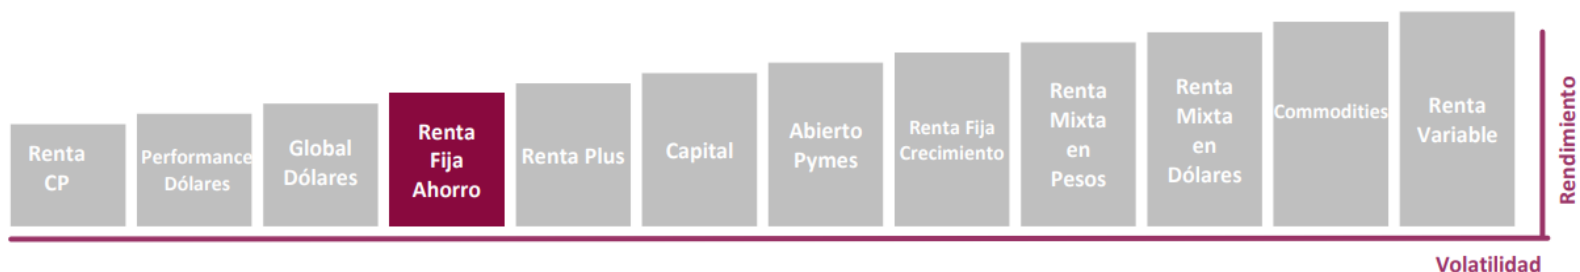 Renta
CP
Performance
Dólares
Global
Dólares
Renta
Fija
Ahorro
Renta Plus
Capital
Abierto
Pymes
Renta Fija
Crecimiento
Renta
Mixta
en
Pesos
Renta
Mixta
en
Dólares
Commodities
Renta
Variable
Rendimiento
Volatilidad